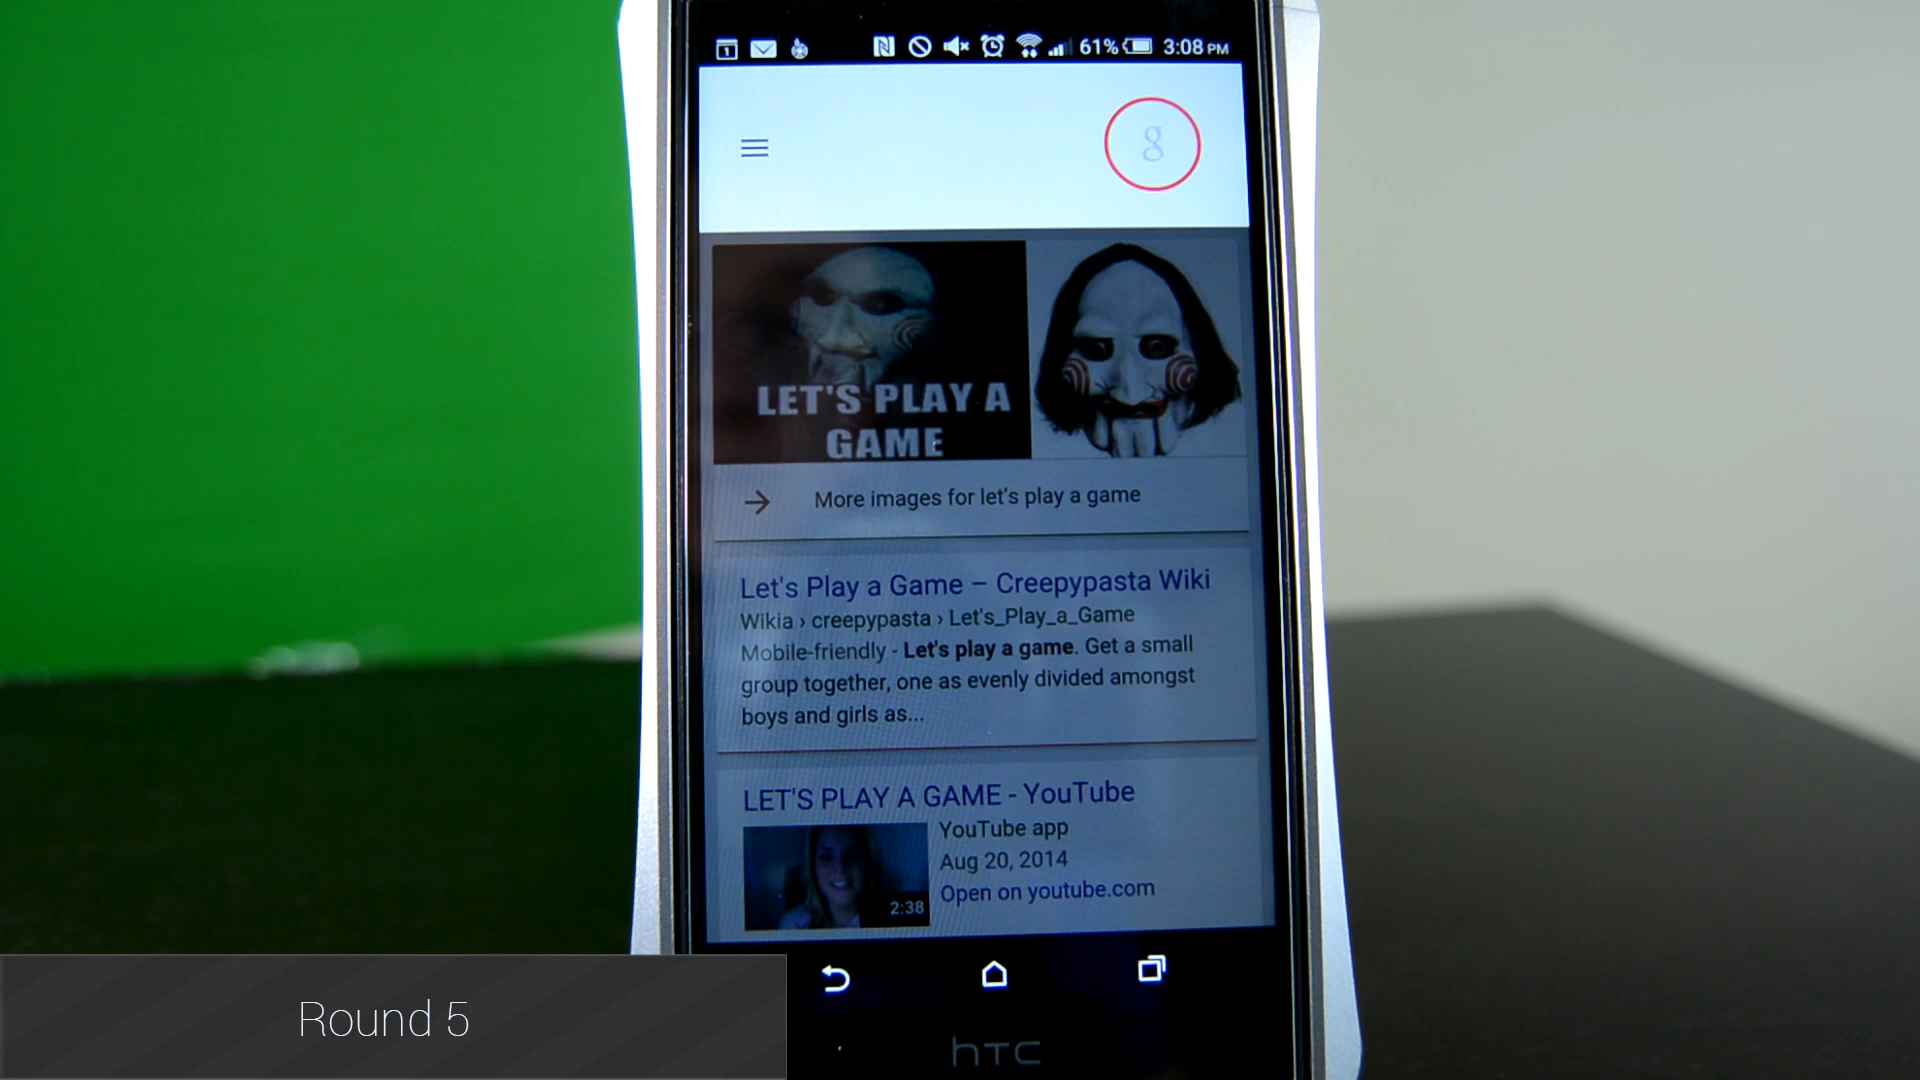 1 61% 3:08 PM
g
LET'S PLAY A
GAME
More images for let's play a game
Let's Play a Game – Creepypasta Wiki
Wikia › creepypasta › Let's_Play_a_Game
Mobile-friendly - Let's play a game. Get a small
group together, one as evenly divided amongst
boys and girls as...
LET'S PLAY A GAME - YouTube
YouTube app
Aug 20, 2014
Open on youtube.com
2:38
hTC
Round 5